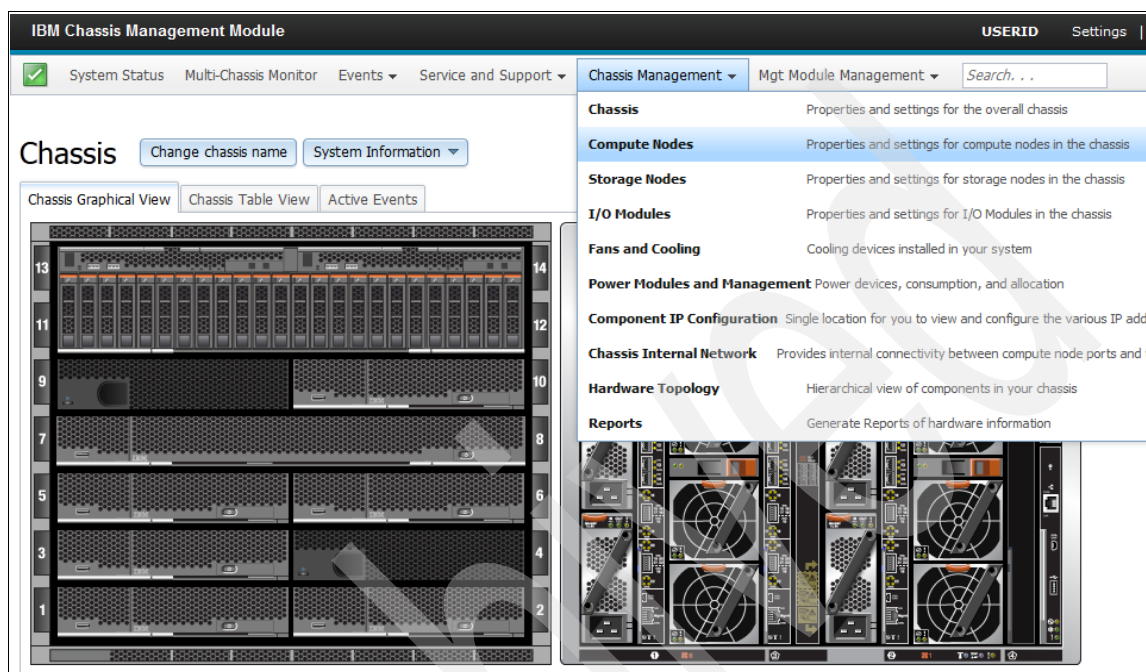 IBM Chassis Management Module USERID Settings |
System Status Multi-Chassis Monitor Events Service and Support Chassis Management Mgt Module Management Search. . .
Chassis Properties and settings for the overall chassis
Compute Nodes Properties and settings for compute nodes in the chassis
Storage Nodes Properties and settings for storage nodes in the chassis
I/O Modules Properties and settings for I/O Modules in the chassis
Fans and Cooling Cooling devices installed in your system
Power Modules and Management Power devices, consumption, and allocation
Component IP Configuration Single location for you to view and configure the various IP add
Chassis Internal Network Provides internal connectivity between compute node ports and
Hardware Topology Hierarchical view of components in your chassis
Reports Generate Reports of hardware information
Chassis Change chassis name System Information
Chassis Graphical View Chassis Table View Active Events
13 14
11 12
9 10
7 8
5 6
3 4
1 2